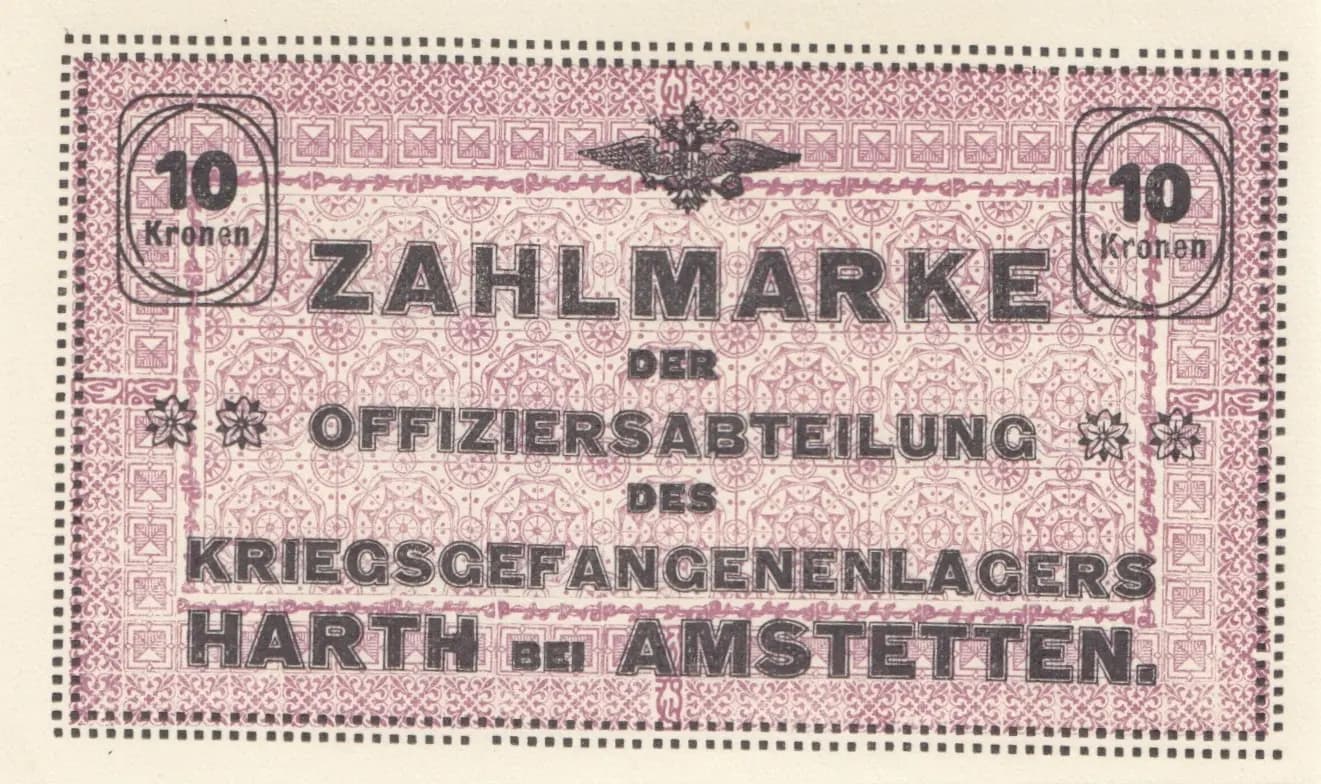 10
Kronen
10
Kronen
ZAHLMARKE
DER
OFFIZIERSABTEILUNG
DES
KRIEGSGEFANGENENLAGERS
HARTH BEI AMSTETTEN.